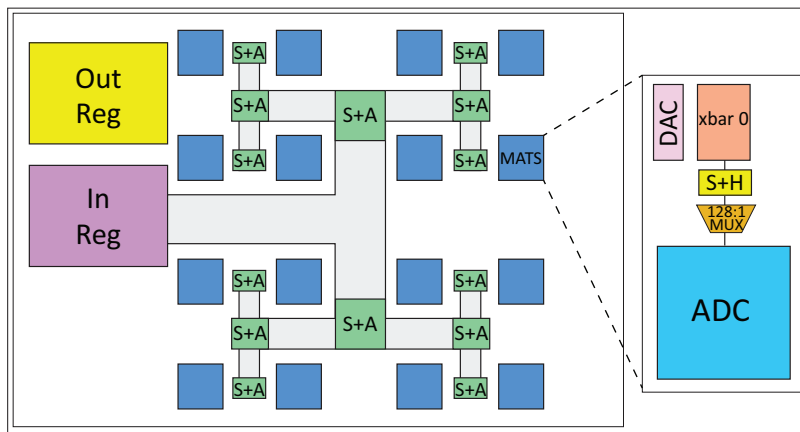 Out
Reg
In
Reg
S+A
S+A
S+A
S+A
S+A
S+A
S+A
MATS
S+A
S+A
S+A
S+A
S+A
S+A
S+A
DAC
xbar 0
S+H
128:1
MUX
ADC